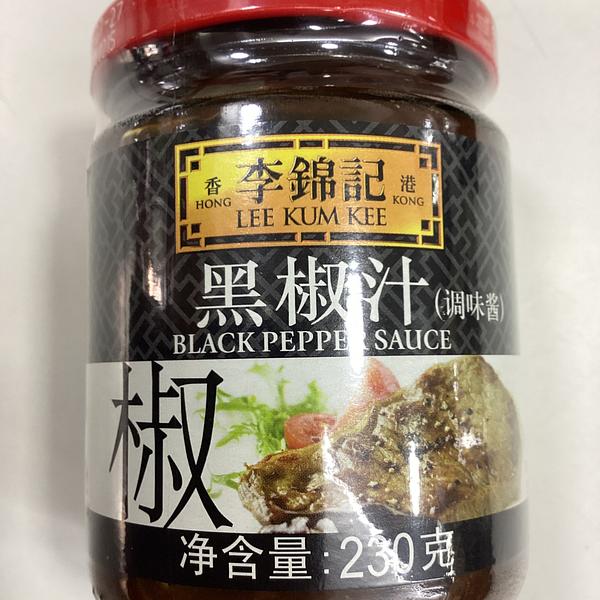 香 李錦記 港
HONG LEE KUM KEE KONG
黑椒汁(调味酱)
BLACK PEPPER SAUCE
椒
净含量:230克